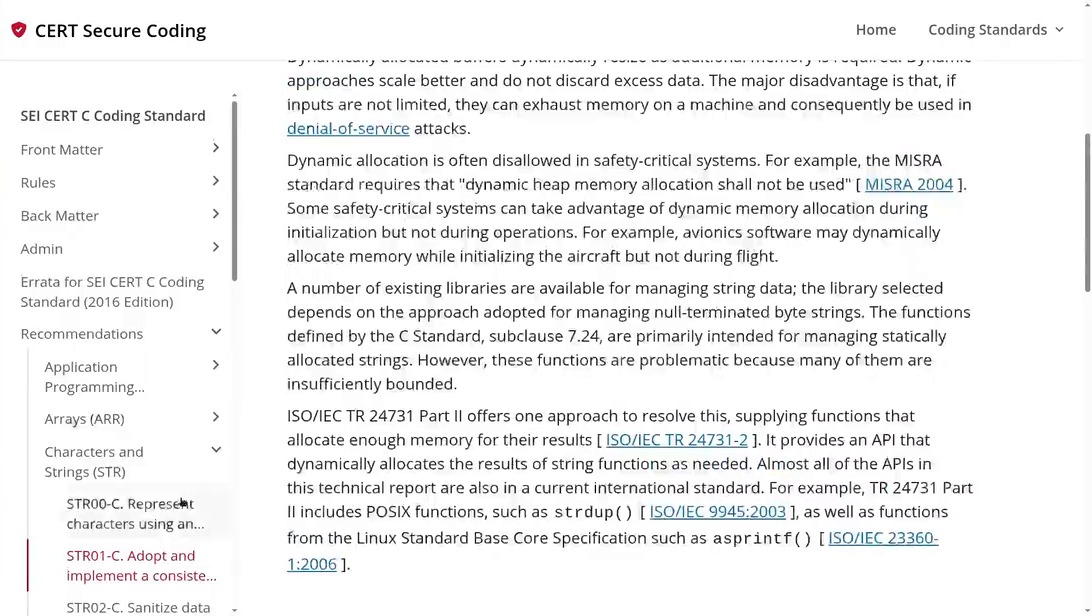 CERT Secure Coding
Home
Coding Standards
SEI CERT C Coding Standard
Front Matter
Rules
Back Matter
Admin
Errata for SEI CERT C Coding
Standard (2016 Edition)
Recommendations
Application
Programming...
Arrays (ARR)
Characters and
Strings (STR)
STR00-C. Represent
characters using an...
STR01-C. Adopt and
implement a consiste...
STR02-C. Sanitize data
Dynamically allocated buffers dynamically resize as additional memory is required. Dynamic
approaches scale better and do not discard excess data. The major disadvantage is that, if
inputs are not limited, they can exhaust memory on a machine and consequently be used in
denial-of-service attacks.
Dynamic allocation is often disallowed in safety-critical systems. For example, the MISRA
standard requires that "dynamic heap memory allocation shall not be used" [ MISRA 2004 ].
Some safety-critical systems can take advantage of dynamic memory allocation during
initialization but not during operations. For example, avionics software may dynamically
allocate memory while initializing the aircraft but not during flight.
A number of existing libraries are available for managing string data; the library selected
depends on the approach adopted for managing null-terminated byte strings. The functions
defined by the C Standard, subclause 7.24, are primarily intended for managing statically
allocated strings. However, these functions are problematic because many of them are
insufficiently bounded.
ISO/IEC TR 24731 Part II offers one approach to resolve this, supplying functions that
allocate enough memory for their results [ ISO/IEC TR 24731-2 ]. It provides an API that
dynamically allocates the results of string functions as needed. Almost all of the APIs in
this technical report are also in a current international standard. For example, TR 24731 Part
II includes POSIX functions, such as strdup() [ ISO/IEC 9945:2003 ], as well as functions
from the Linux Standard Base Core Specification such as asprintf() [ ISO/IEC 23360-
1:2006 ].